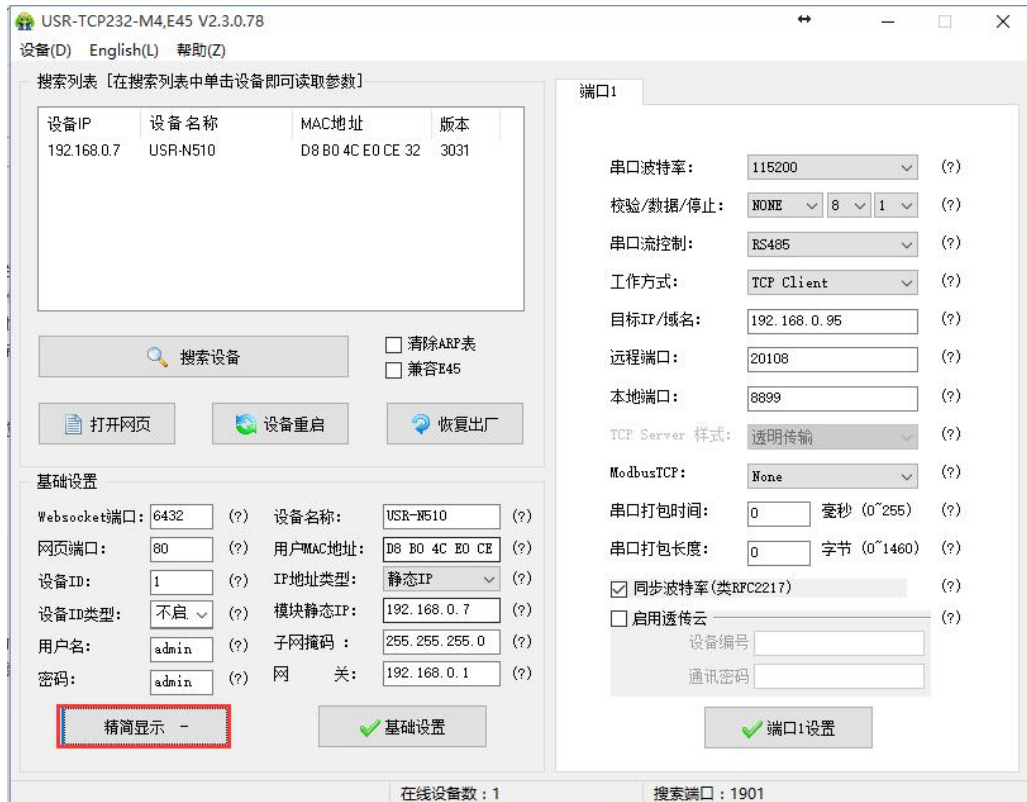 USR-TCP232-M4,E45 V2.3.0.78
设备(D) English(L) 帮助(Z)
搜索列表 [在搜索列表中单击设备即可读取参数]
设备IP 设备名称 MAC地址 版本
192.168.0.7 USR-N510 D8 B0 4C E0 CE 32 3031
搜索设备
清除ARP表
兼容E45
打开网页 设备重启 恢复出厂
基础设置
Websocket端口: 6432 (?) 设备名称: USR-N510 (?)
网页端口: 80 (?) 用户MAC地址: D8 B0 4C E0 CE (?)
设备ID: 1 (?) IP地址类型: 静态IP (?)
设备ID类型: 不启 (?) 模块静态IP: 192.168.0.7 (?)
用户名: admin (?) 子网掩码 : 255.255.255.0 (?)
密码: admin (?) 网 关: 192.168.0.1 (?)
精简显示 - 基础设置
端口1
串口波特率: 115200 (?)
校验/数据/停止: NONE 8 1 (?)
串口流控制: RS485 (?)
工作方式: TCP Client (?)
目标IP/域名: 192.168.0.95 (?)
远程端口: 20108 (?)
本地端口: 8899 (?)
TCP Server 样式: 透明传输 (?)
ModbusTCP: None (?)
串口打包时间: 0 毫秒 (0~255) (?)
串口打包长度: 0 字节 (0~1460) (?)
同步波特率(类RFC2217) (?)
启用透传云 (?)
设备编号
通讯密码
端口1设置
在线设备数:1 搜索端口:1901